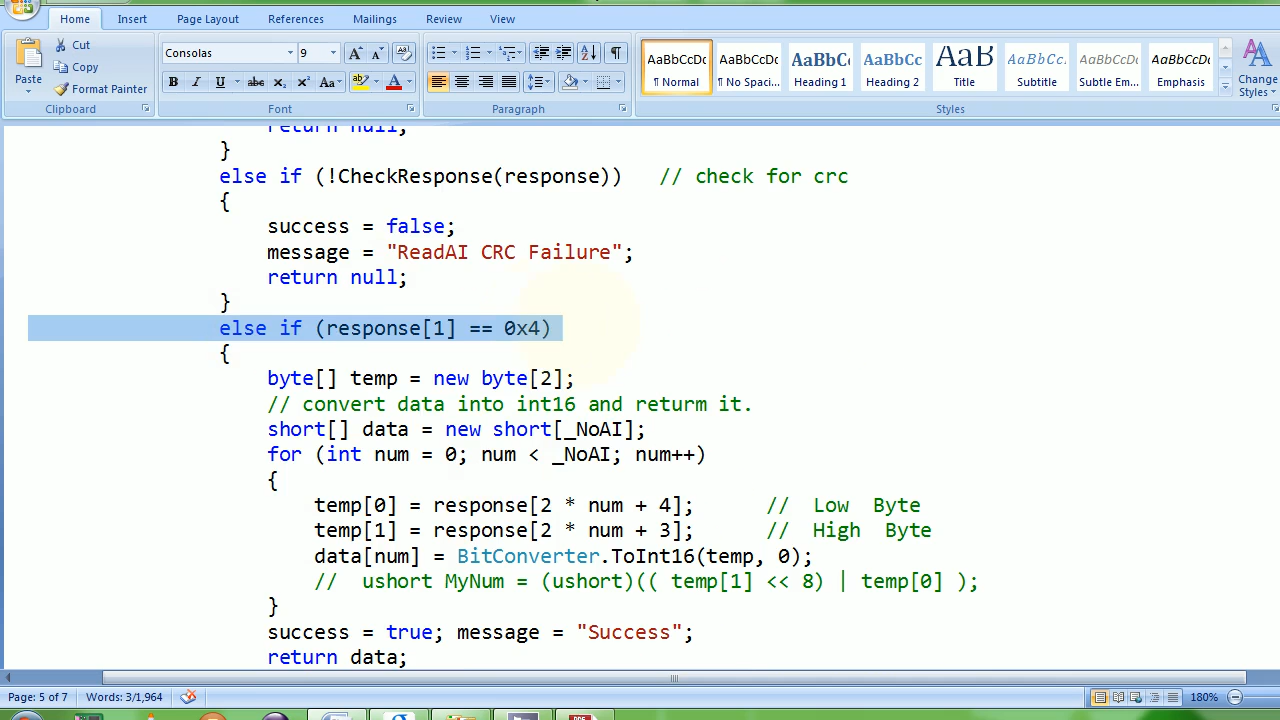 Home Insert Page Layout References Mailings Review View
Paste
Cut
Copy
Format Painter
Consolas 9
AaBbCcDc AaBbCcDc AaBbCc AaBbCc AaB AaBbCcDc AaBbCcDc AaBbCcDc
¶ Normal ¶ No Spaci... Heading 1 Heading 2 Title Subtitle Subtle Em... Emphasis
Change Styles
Clipboard Font Paragraph Styles
return null;
}
else if (!CheckResponse(response)) // check for crc
{
success = false;
message = "ReadAI CRC Failure";
return null;
}
else if (response[1] == 0x4)
{
byte[] temp = new byte[2];
// convert data into int16 and returm it.
short[] data = new short[_NoAI];
for (int num = 0; num < _NoAI; num++)
{
temp[0] = response[2 * num + 4]; // Low Byte
temp[1] = response[2 * num + 3]; // High Byte
data[num] = BitConverter.ToInt16(temp, 0);
// ushort MyNum = (ushort)(( temp[1] << 8) | temp[0] );
}
success = true; message = "Success";
return data;
Page: 5 of 7 Words: 3/1,964 180%